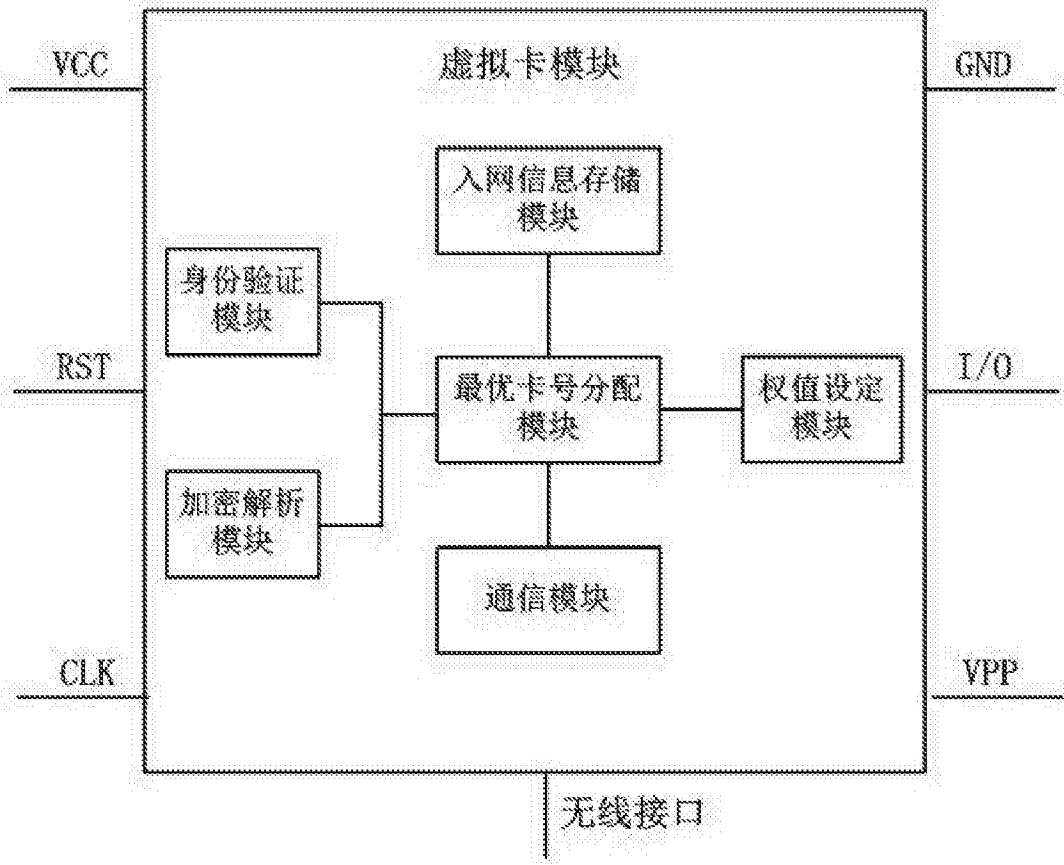 虚拟卡模块
VCC
GND
入网信息存储
模块
身份验证
模块
RST
最优卡号分配
模块
权值设定
模块
I/O
加密解析
模块
通信模块
CLK
VPP
无线接口